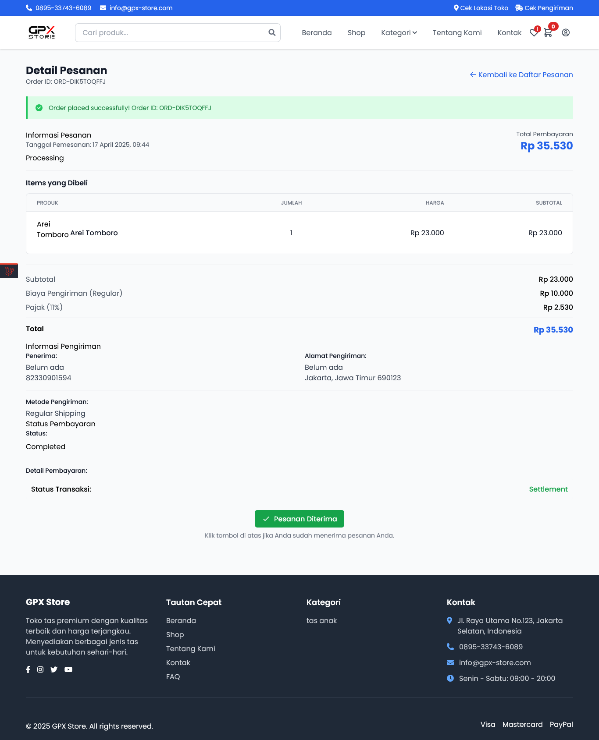 0895-33743-6089 info@gpx-store.com Cek Lokasi Toko Cek Pengiriman
GPX STORE Cari produk... Beranda Shop Kategori Tentang Kami Kontak 1 0
Detail Pesanan
Order ID: ORD-DIK5TOQFFJ
← Kembali ke Daftar Pesanan
Order placed successfully! Order ID: ORD-DIK5TOQFFJ
Informasi Pesanan
Tanggal Pemesanan: 17 April 2025, 09:44
Processing
Total Pembayaran
Rp 35.530
Items yang Dibeli
PRODUK JUMLAH HARGA SUBTOTAL
Arei
Tomboro Arei Tomboro 1 Rp 23.000 Rp 23.000
Subtotal Rp 23.000
Biaya Pengiriman (Regular) Rp 10.000
Pajak (11%) Rp 2.530
Total Rp 35.530
Informasi Pengiriman
Penerima:
Belum ada
82330901594
Alamat Pengiriman:
Belum ada
Jakarta, Jawa Timur 690123
Metode Pengiriman:
Regular Shipping
Status Pembayaran
Status:
Completed
Detail Pembayaran:
Status Transaksi: Settlement
Pesanan Diterima
Klik tombol di atas jika Anda sudah menerima pesanan Anda.
GPX Store
Toko tas premium dengan kualitas
terbaik dan harga terjangkau.
Menyediakan berbagai jenis tas
untuk kebutuhan sehari-hari.
Tautan Cepat
Beranda
Shop
Tentang Kami
Kontak
FAQ
Kategori
tas anak
Kontak
Jl. Raya Utama No.123, Jakarta
Selatan, Indonesia
0895-33743-6089
info@gpx-store.com
Senin - Sabtu: 09:00 - 20:00
© 2025 GPX Store. All rights reserved.
Visa Mastercard PayPal